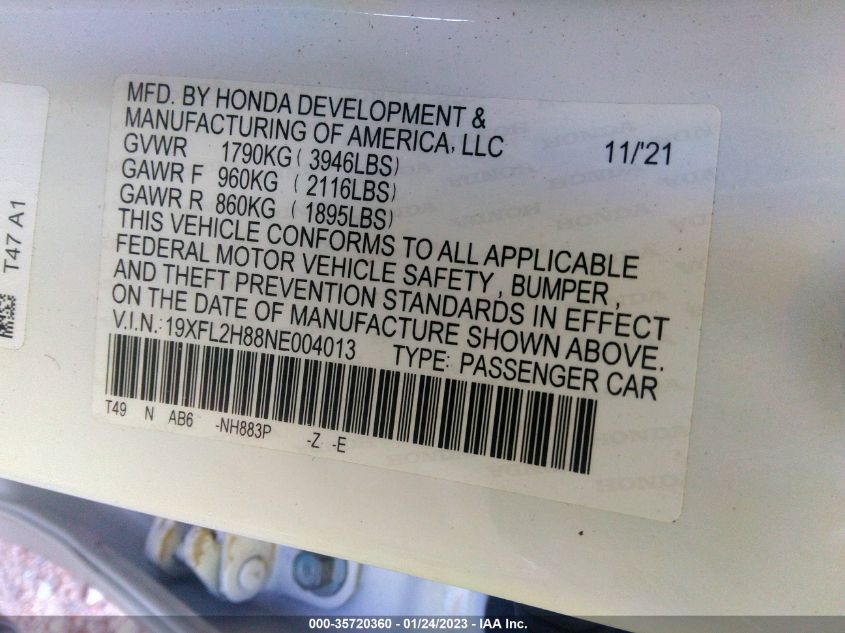 MFD. BY HONDA DEVELOPMENT &
MANUFACTURING OF AMERICA, LLC
GVWR 1790KG ( 3946LBS) 11/'21
GAWR F 960KG ( 2116LBS)
GAWR R 860KG ( 1895LBS)
THIS VEHICLE CONFORMS TO ALL APPLICABLE
FEDERAL MOTOR VEHICLE SAFETY, BUMPER,
AND THEFT PREVENTION STANDARDS IN EFFECT
ON THE DATE OF MANUFACTURE SHOWN ABOVE.
V.I.N.: 19XFL2H88NE004013 TYPE: PASSENGER CAR
T49 N AB6 -NH883P -Z -E
T47 A1
000-35720360 - 01/24/2023 - IAA Inc.